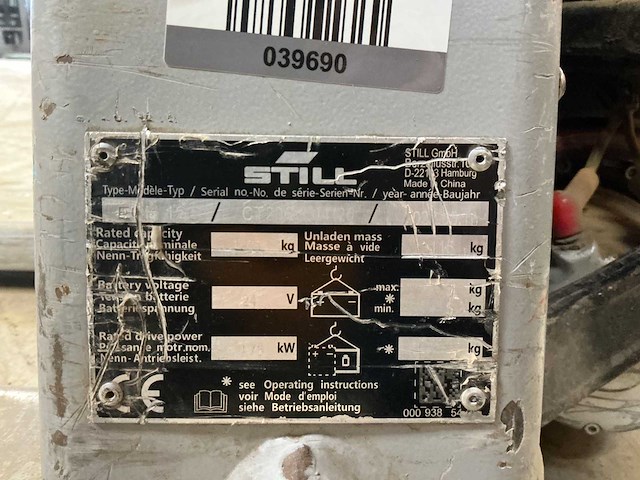 039690
STILL
STILL GmbH
Berzeliusstr. 10
D-22113 Hamburg
Made in China
Type-Modèle-Typ / Serial no.-No. de série-Serien-Nr. / year- année-Baujahr
/ /
Rated capacity
Capacité nominale
Nenn-Tragfähigkeit
kg
Unladen mass
Masse à vide
Leergewicht
kg
Battery voltage
Tension batterie
Batteriespannung
24 V
max.
*
min.
kg
kg
Rated drive power
Puissance motr.nom.
Nenn-Antriebsleist.
kW
* kg
CE
* see Operating instructions
voir Mode d'emploi
siehe Betriebsanleitung
000 938 54